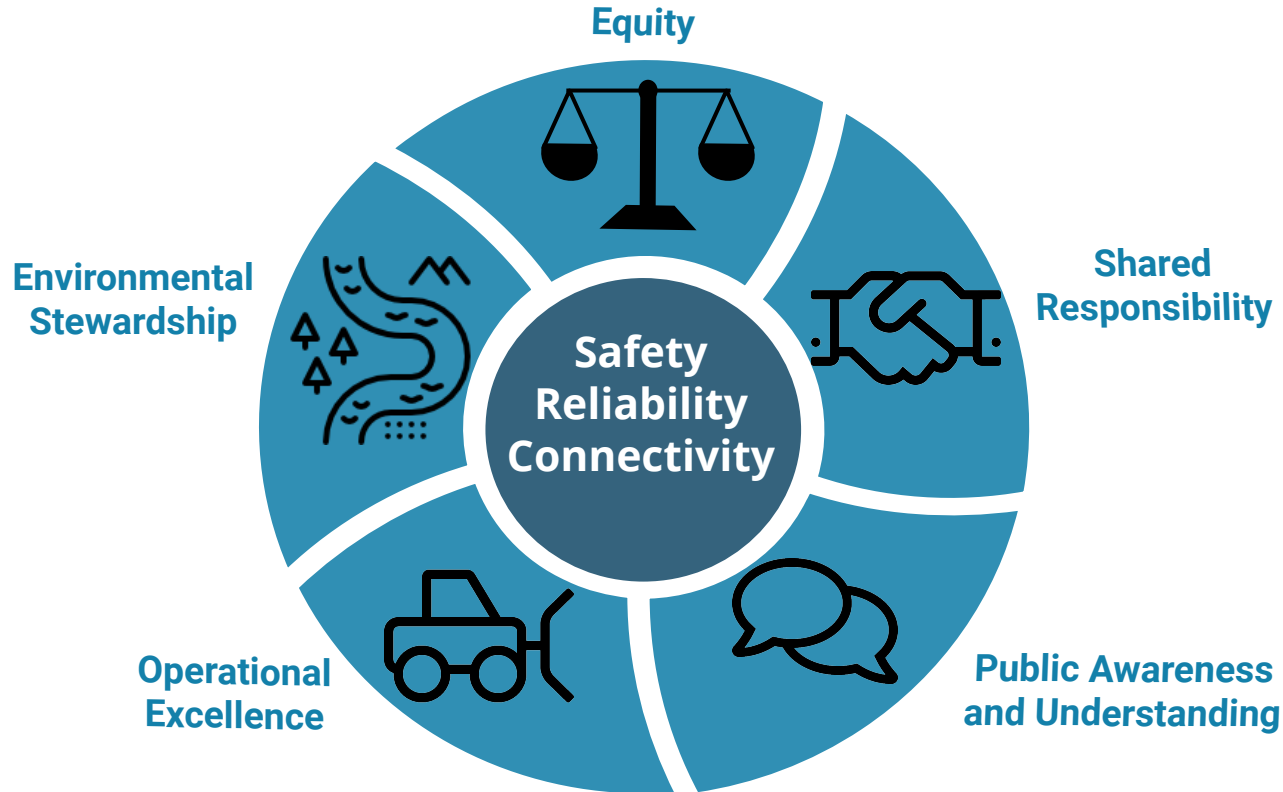 Equity
Shared
Responsibility
Public Awareness
and Understanding
Operational
Excellence
Environmental
Stewardship
Safety
Reliability
Connectivity